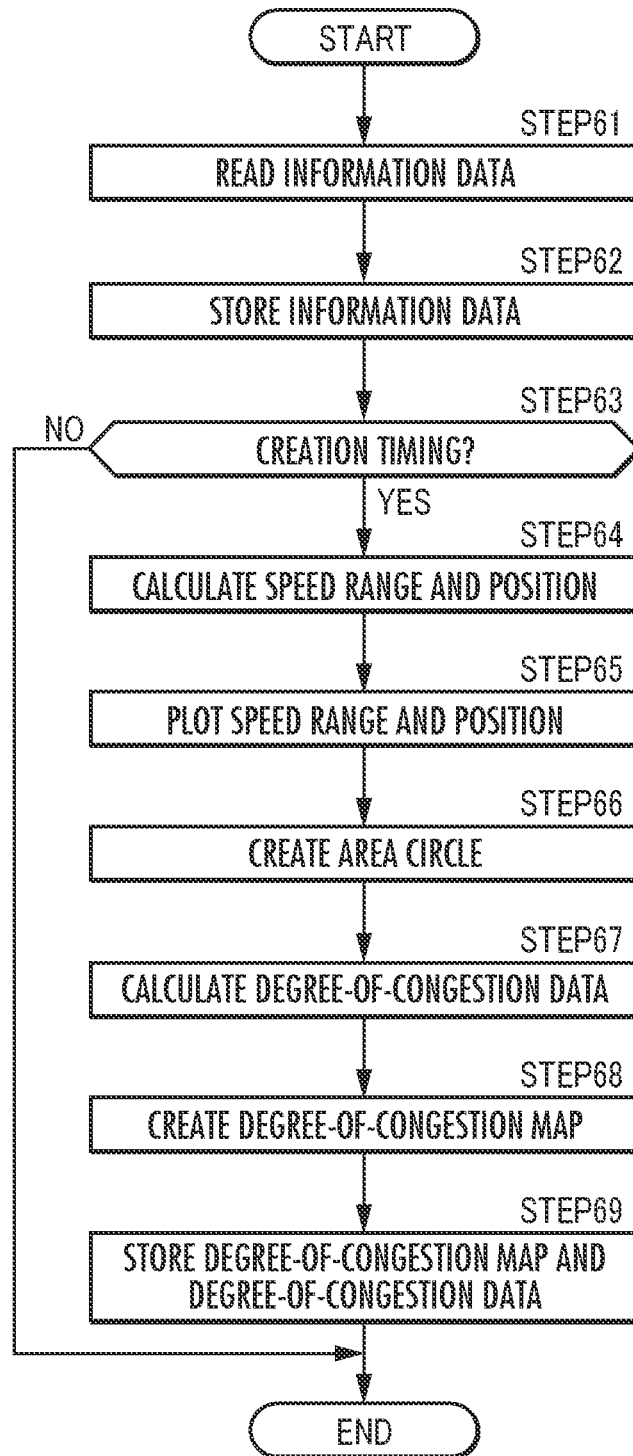 START
STEP61
READ INFORMATION DATA
STEP62
STORE INFORMATION DATA
STEP63
NO
CREATION TIMING?
YES
STEP64
CALCULATE SPEED RANGE AND POSITION
STEP65
PLOT SPEED RANGE AND POSITION
STEP66
CREATE AREA CIRCLE
STEP67
CALCULATE DEGREE-OF-CONGESTION DATA
STEP68
CREATE DEGREE-OF-CONGESTION MAP
STEP69
STORE DEGREE-OF-CONGESTION MAP AND
DEGREE-OF-CONGESTION DATA
END